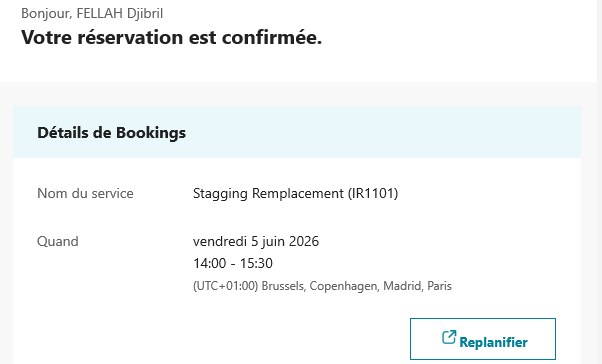 Bonjour, FELLAH Djibril
Votre réservation est confirmée.
Détails de Bookings
Nom du service Stagging Remplacement (IR1101)
Quand vendredi 5 juin 2026
14:00 - 15:30
(UTC+01:00) Brussels, Copenhagen, Madrid, Paris
Replanifier